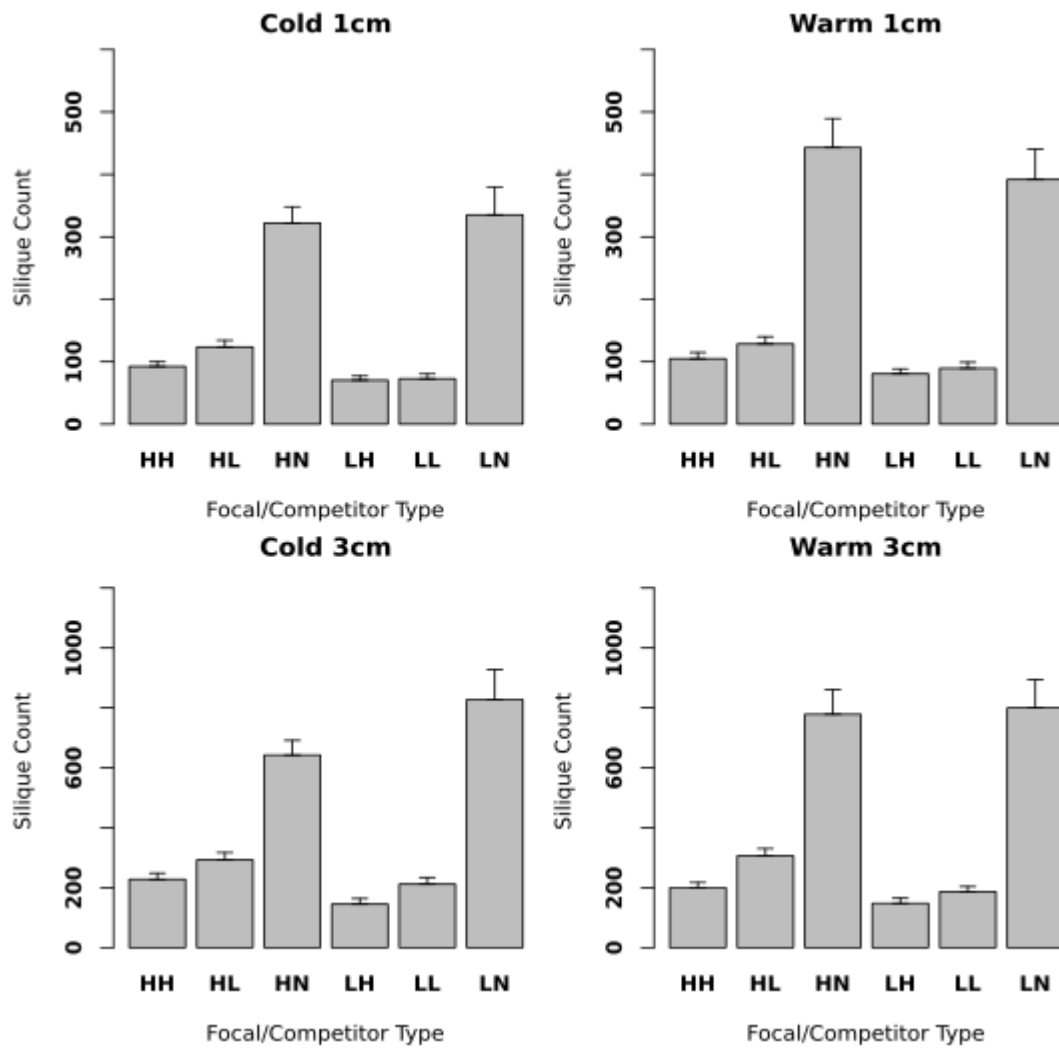 Cold 1cm
Silique Count
500
300
100
0
HH HL HN LH LL LN
Focal/Competitor Type
Warm 1cm
Silique Count
500
300
100
0
HH HL HN LH LL LN
Focal/Competitor Type
Cold 3cm
Silique Count
1000
600
200
0
HH HL HN LH LL LN
Focal/Competitor Type
Warm 3cm
Silique Count
1000
600
200
0
HH HL HN LH LL LN
Focal/Competitor Type